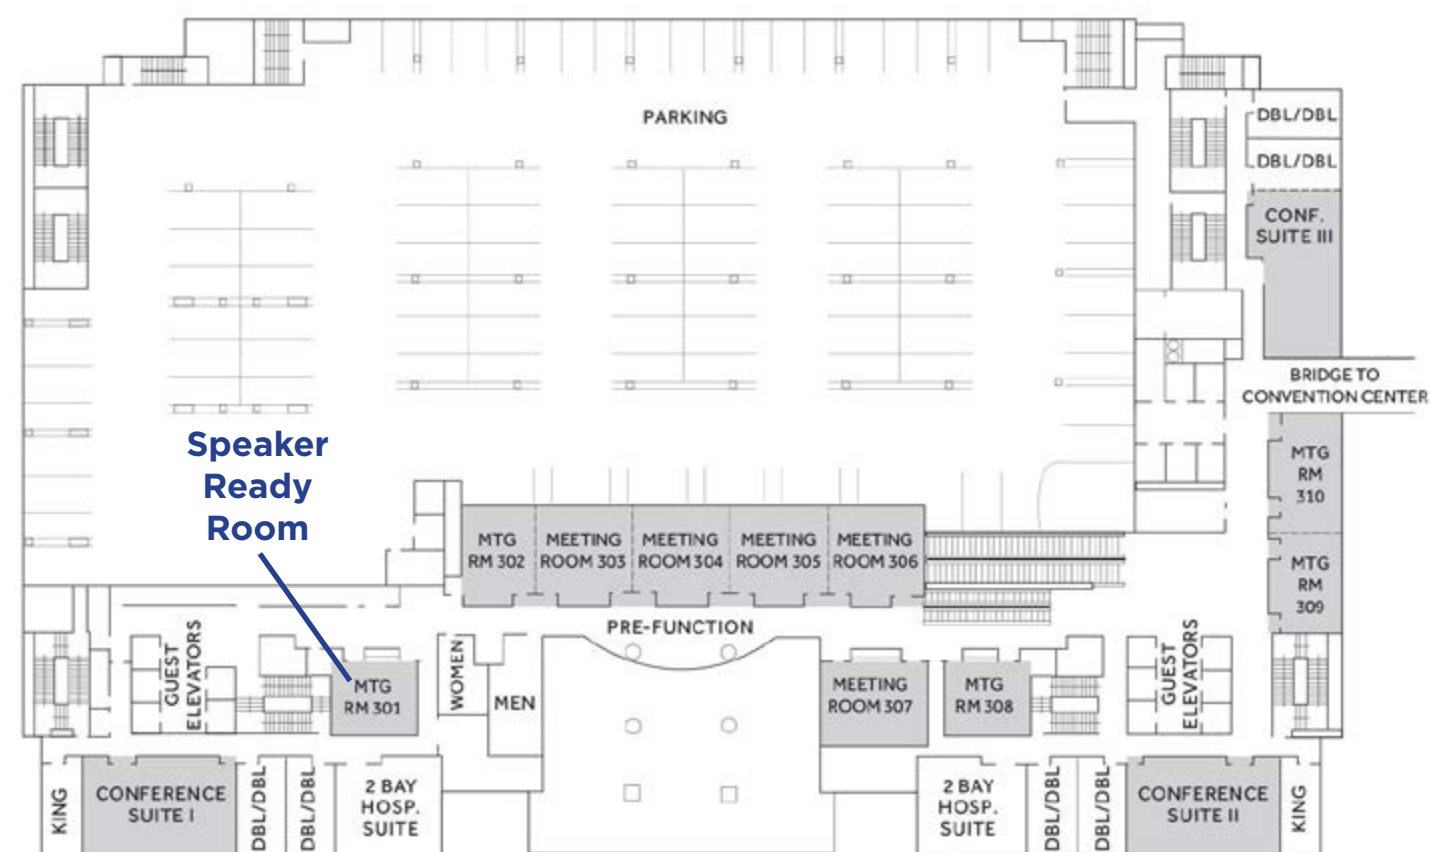 PARKING
DBL/DBL
DBL/DBL
CONF.
SUITE III
BRIDGE TO
CONVENTION CENTER
Speaker
Ready
Room
MTG
RM
310
MTG
RM 302
MEETING
ROOM 303
MEETING
ROOM 304
MEETING
ROOM 305
MEETING
ROOM 306
MTG
RM
309
PRE-FUNCTION
GUEST
ELEVATORS
MTG
RM 301
WOMEN
MEN
MEETING
ROOM 307
MTG
RM 308
GUEST
ELEVATORS
KING
CONFERENCE
SUITE I
DBL/DBL
DBL/DBL
2 BAY
HOSP.
SUITE
2 BAY
HOSP.
SUITE
DBL/DBL
DBL/DBL
CONFERENCE
SUITE II
KING